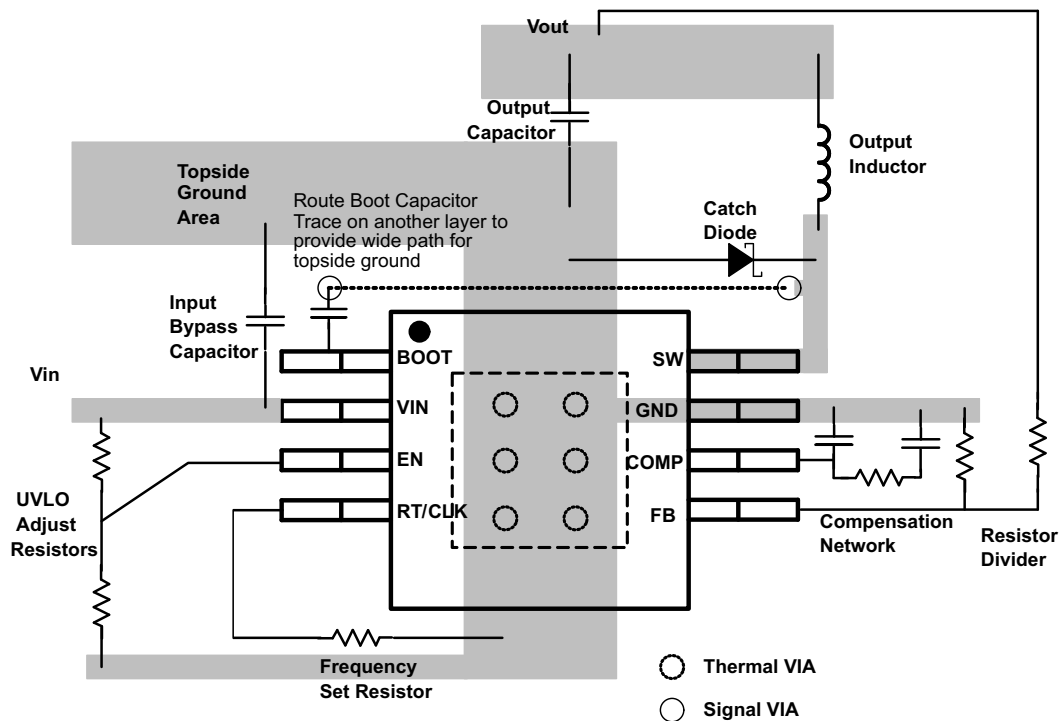 Vout
Output
Capacitor
Output
Inductor
Topside
Ground
Area
Route Boot Capacitor
Trace on another layer to
provide wide path for
topside ground
Catch
Diode
Input
Bypass
Capacitor
BOOT
SW
Vin
VIN
GND
EN
COMP
RT/CLK
FB
UVLO
Adjust
Resistors
Compensation
Network
Resistor
Divider
Frequency
Set Resistor
Thermal VIA
Signal VIA